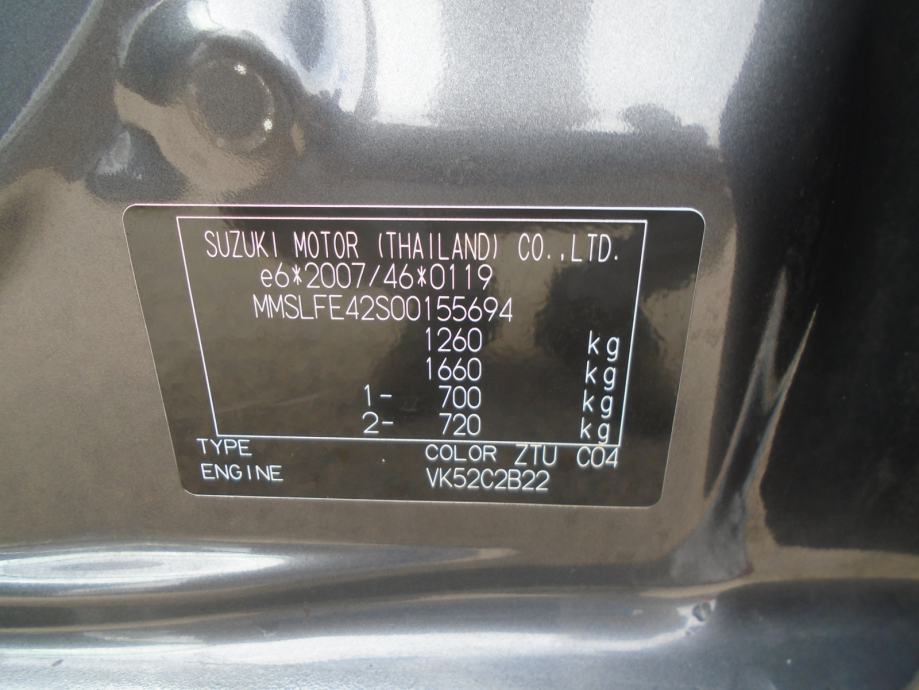 SUZUKI MOTOR (THAILAND) CO.,LTD.
e6*2007/46*0119
MMSLFE42S00155694
1260 kg
1660 kg
1- 700 kg
2- 720 kg
TYPE COLOR ZTU C04
ENGINE VK52C2B22